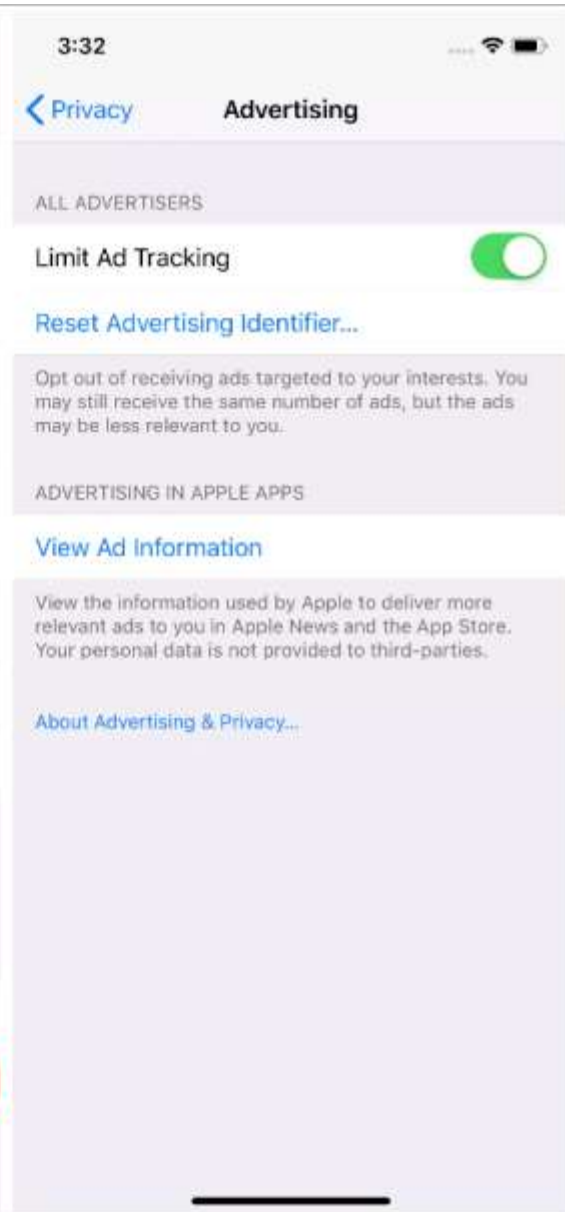 3:32
Privacy
Advertising
ALL ADVERTISERS
Limit Ad Tracking
Reset Advertising Identifier...
Opt out of receiving ads targeted to your interests. You
may still receive the same number of ads, but the ads
may be less relevant to you.
ADVERTISING IN APPLE APPS
View Ad Information
View the information used by Apple to deliver more
relevant ads to you in Apple News and the App Store.
Your personal data is not provided to third-parties.
About Advertising & Privacy...